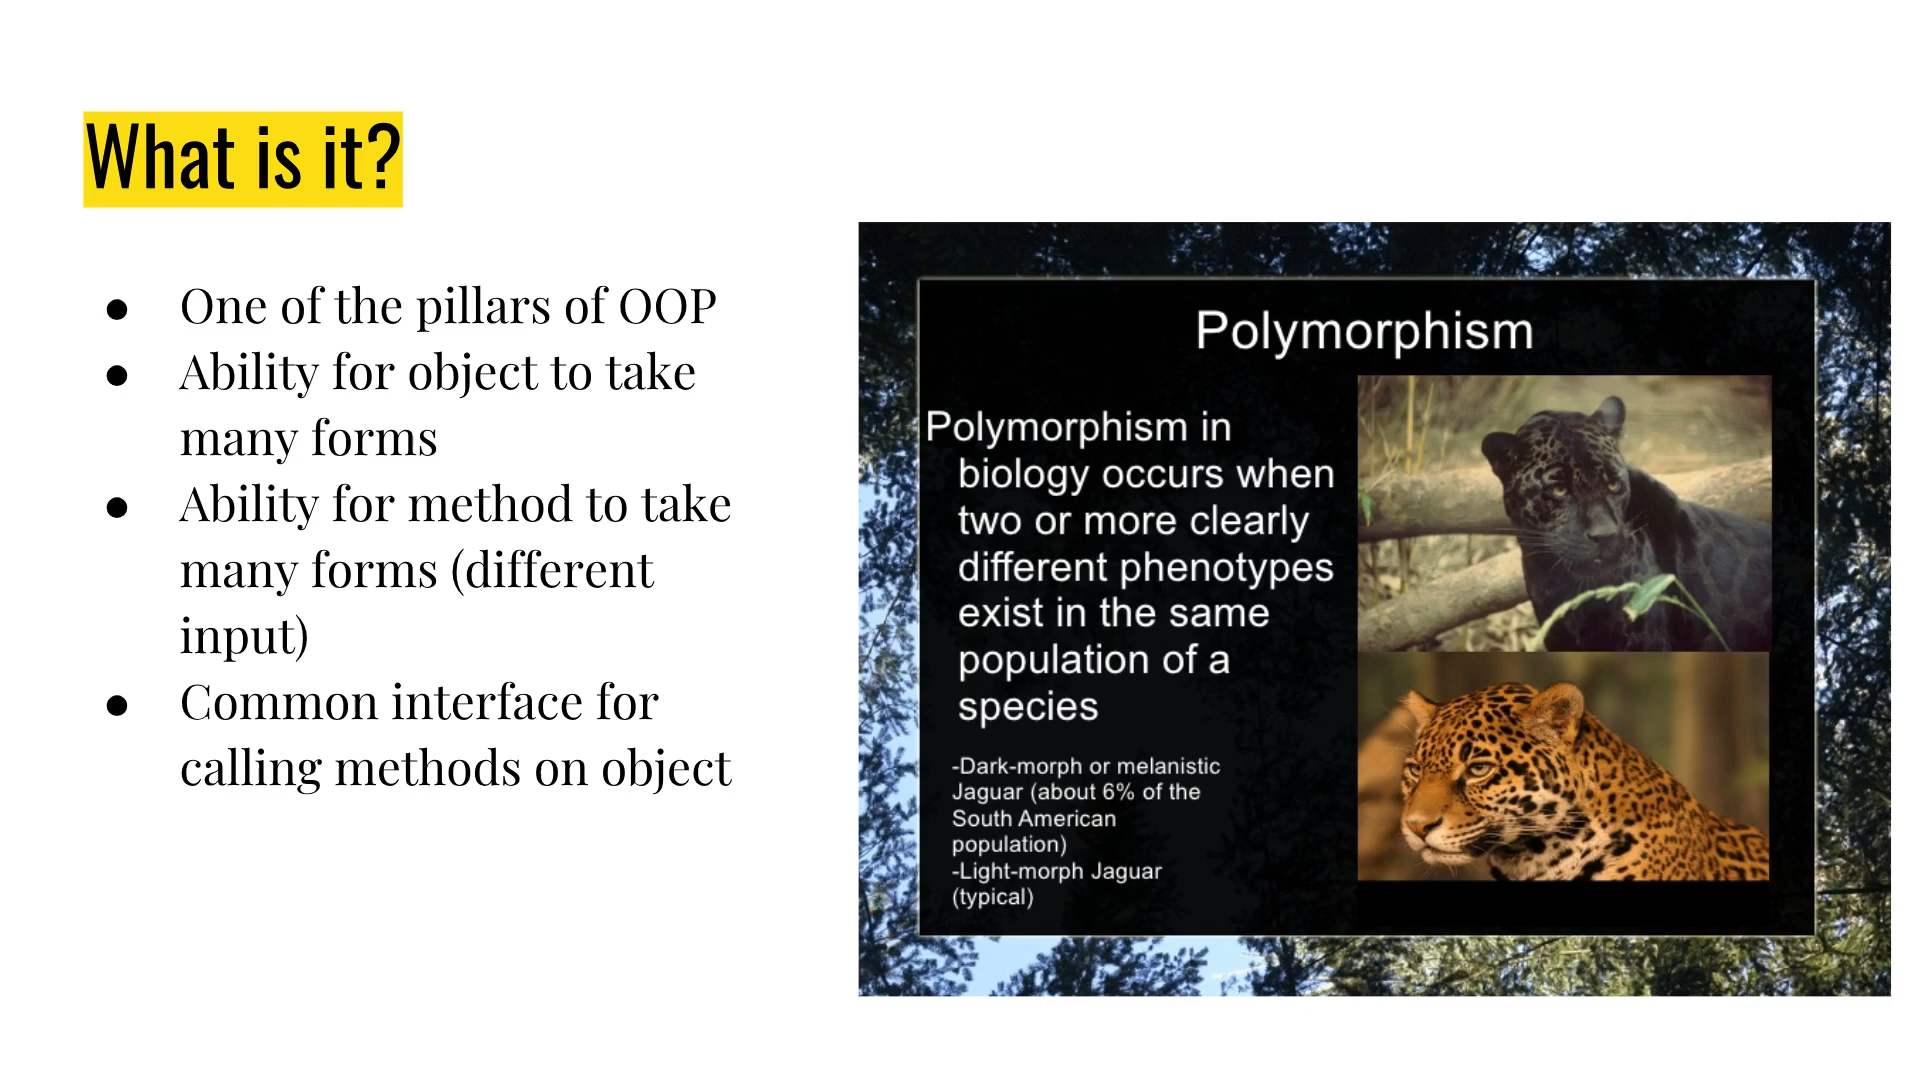 What is it?
● One of the pillars of OOP
● Ability for object to take
many forms
● Ability for method to take
many forms (different
input)
● Common interface for
calling methods on object
Polymorphism
Polymorphism in
biology occurs when
two or more clearly
different phenotypes
exist in the same
population of a
species
-Dark-morph or melanistic
Jaguar (about 6% of the
South American
population)
-Light-morph Jaguar
(typical)